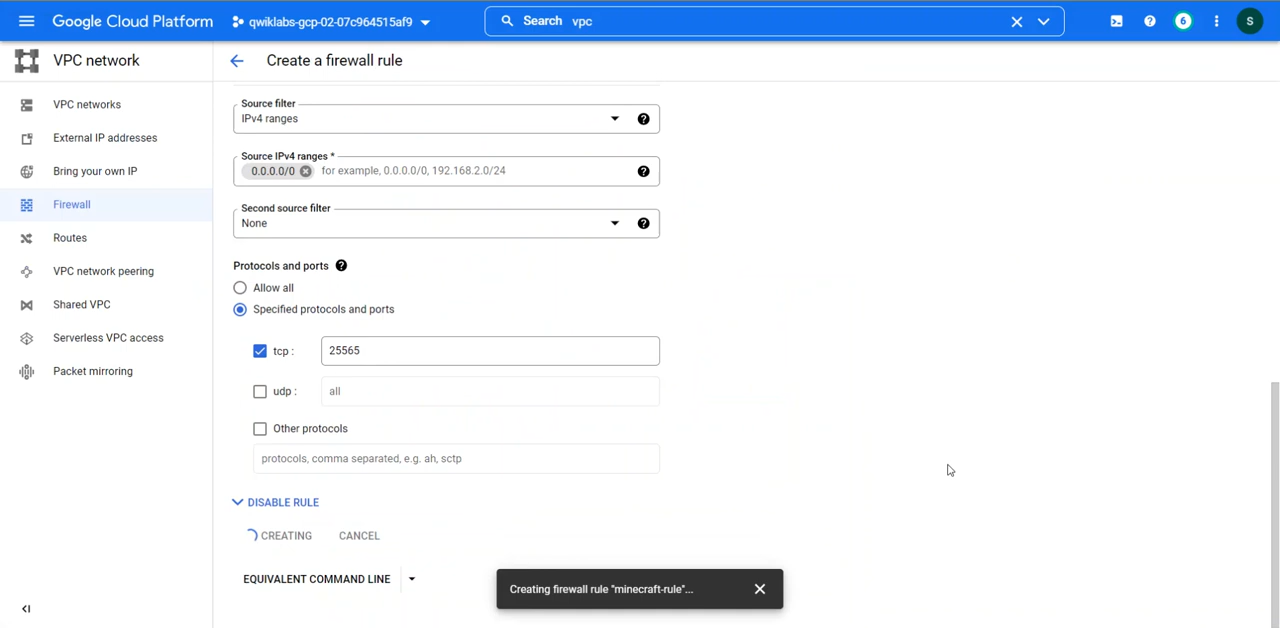 Google Cloud Platform
qwiklabs-gcp-02-07c964515af9
Search vpc
6
S
VPC network
Create a firewall rule
VPC networks
External IP addresses
Bring your own IP
Firewall
Routes
VPC network peering
Shared VPC
Serverless VPC access
Packet mirroring
Source filter
IPv4 ranges
Source IPv4 ranges *
0.0.0.0/0 for example, 0.0.0.0/0, 192.168.2.0/24
Second source filter
None
Protocols and ports
Allow all
Specified protocols and ports
tcp : 25565
udp : all
Other protocols
protocols, comma separated, e.g. ah, sctp
DISABLE RULE
CREATING CANCEL
EQUIVALENT COMMAND LINE
Creating firewall rule "minecraft-rule"...